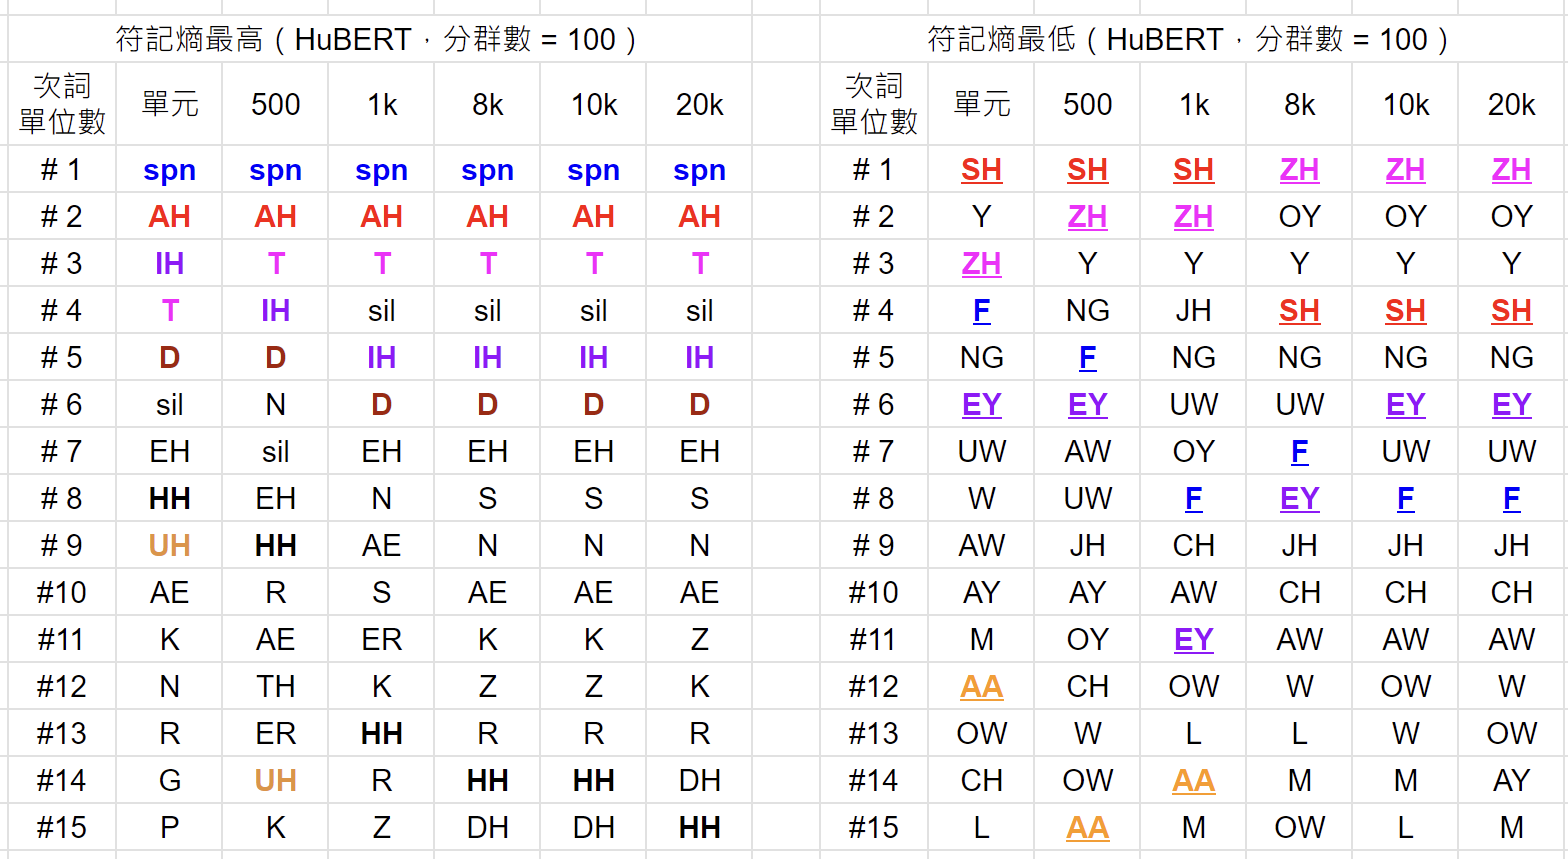 符記熵最高（HuBERT，分群數 = 100）
次詞單位數 單元 500 1k 8k 10k 20k
# 1 spn spn spn spn spn spn
# 2 AH AH AH AH AH AH
# 3 IH T T T T T
# 4 T IH sil sil sil sil
# 5 D D IH IH IH IH
# 6 sil N D D D D
# 7 EH sil EH EH EH EH
# 8 HH EH N S S S
# 9 UH HH AE N N N
#10 AE R S AE AE AE
#11 K AE ER K K Z
#12 N TH K Z Z K
#13 R ER HH R R R
#14 G UH R HH HH DH
#15 P K Z DH DH HH
符記熵最低（HuBERT，分群數 = 100）
次詞單位數 單元 500 1k 8k 10k 20k
# 1 SH SH SH ZH ZH ZH
# 2 Y ZH ZH OY OY OY
# 3 ZH Y Y Y Y Y
# 4 F NG JH SH SH SH
# 5 NG F NG NG NG NG
# 6 EY EY UW UW EY EY
# 7 UW AW OY F UW UW
# 8 W UW F EY F F
# 9 AW JH CH JH JH JH
#10 AY AY AW CH CH CH
#11 M OY EY AW AW AW
#12 AA CH OW W OW W
#13 OW W L L W OW
#14 CH OW AA M M AY
#15 L AA M OW L M